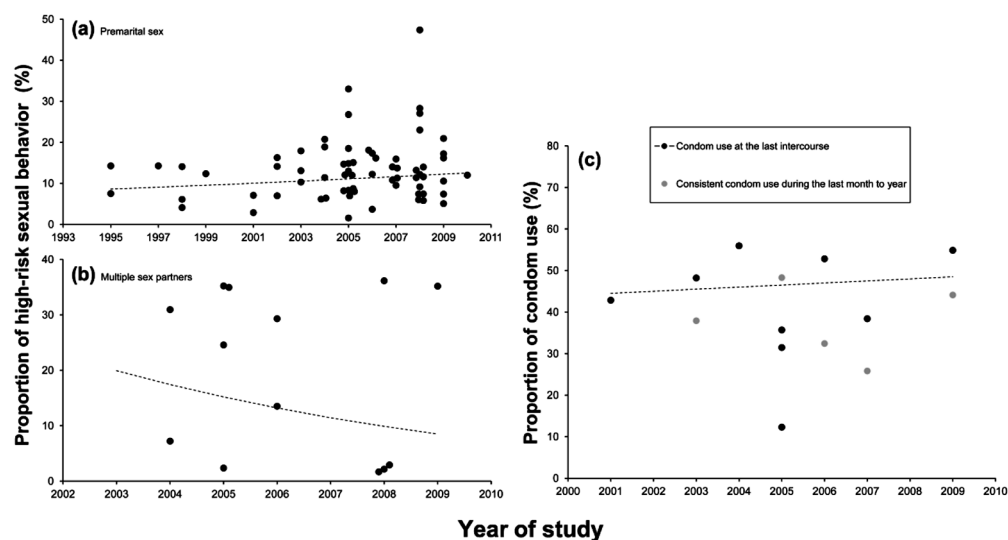 Proportion of high-risk sexual behavior (%)
(a) Premarital sex
50
40
30
20
10
0
1993 1995 1997 1999 2001 2003 2005 2007 2009 2011
(b) Multiple sex partners
40
30
20
10
0
2002 2003 2004 2005 2006 2007 2008 2009 2010
Proportion of condom use (%)
(c)
Condom use at the last intercourse
Consistent condom use during the last month to year
80
70
60
50
40
30
20
10
0
2000 2001 2002 2003 2004 2005 2006 2007 2008 2009 2010
Year of study